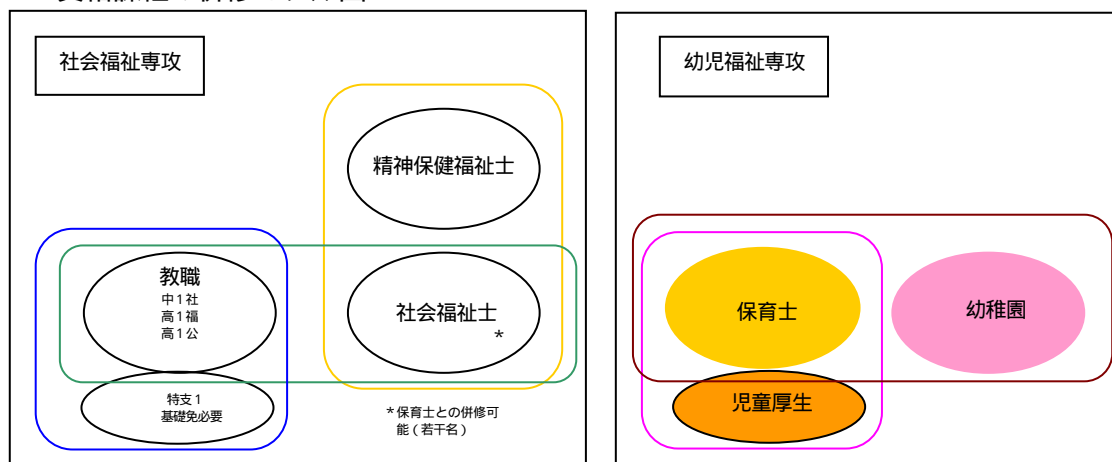 社会福祉専攻
精神保健福祉士
教職
中1社
高1福
高1公
社会福祉士
*
特支1
基礎免必要
*保育士との併修可
能(若干名)
幼児福祉専攻
保育士
幼稚園
児童厚生